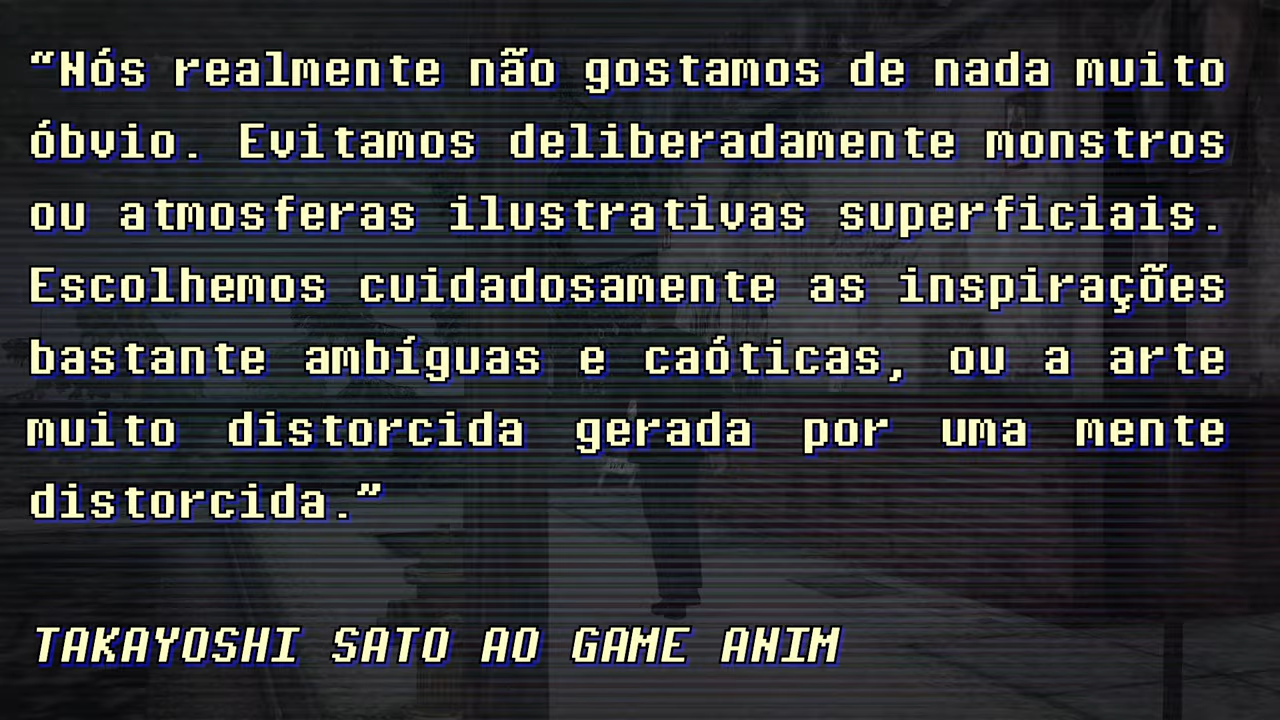 “Nós realmente não gostamos de nada muito
óbvio. Evitamos deliberadamente monstros
ou atmosferas ilustrativas superficiais.
Escolhemos cuidadosamente as inspirações
bastante ambíguas e caóticas, ou a arte
muito distorcida gerada por uma mente
distorcida.”
TAKAYOSHI SATO AO GAME ANIM